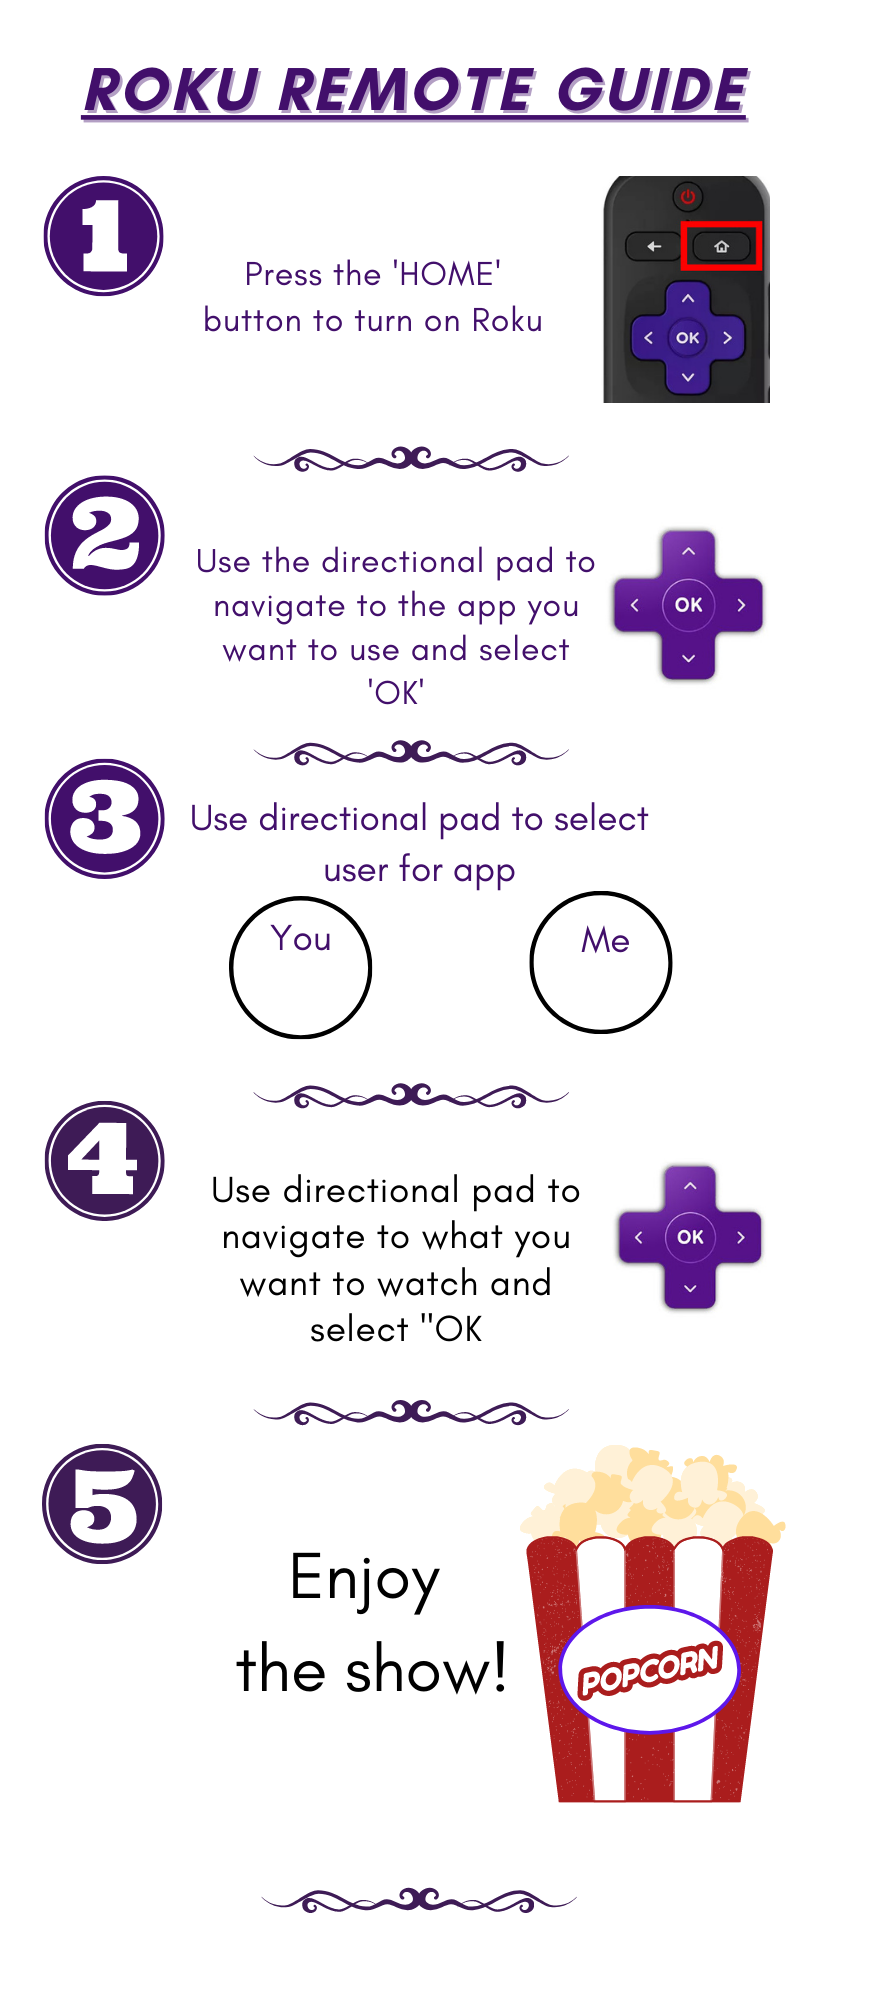 ROKU REMOTE GUIDE
1
Press the 'HOME'
button to turn on Roku
OK
2
Use the directional pad to
navigate to the app you
want to use and select
'OK'
OK
3
Use directional pad to select
user for app
You
Me
4
Use directional pad to
navigate to what you
want to watch and
select "OK
OK
5
Enjoy
the show!
POPCORN